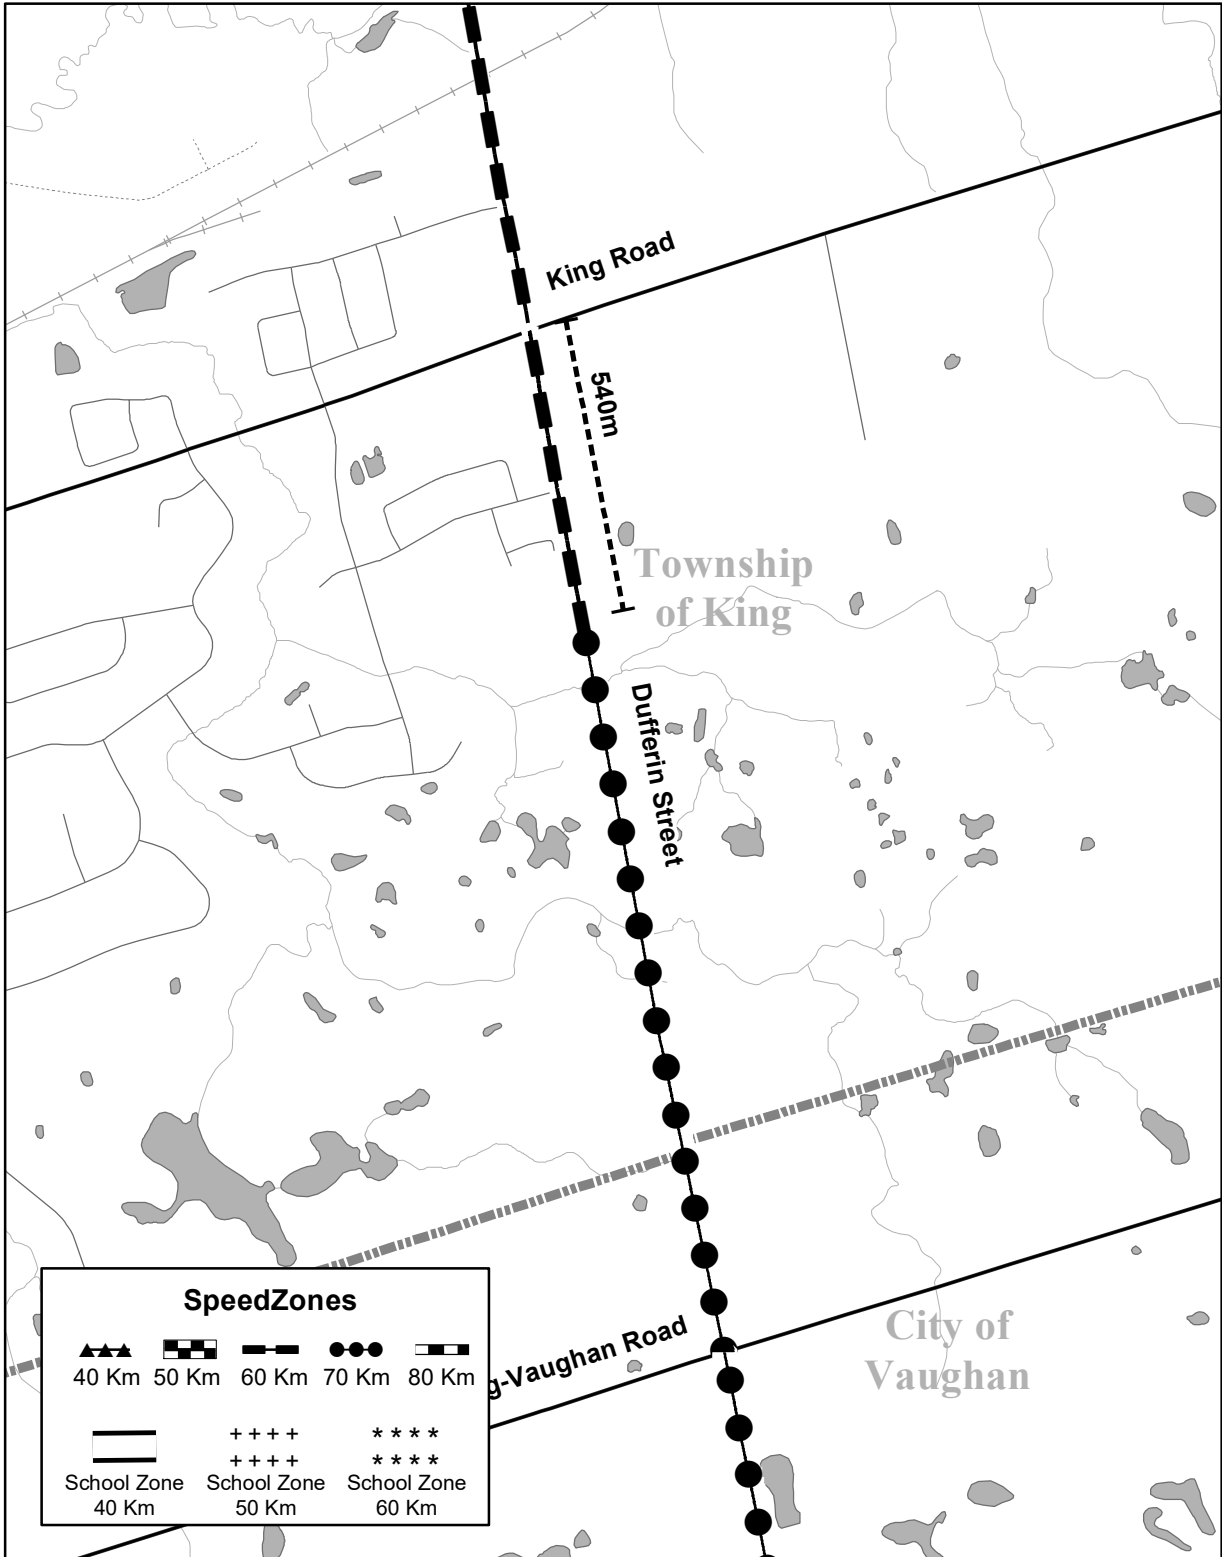 King Road
540m
Township
of King
Dufferin Street
City of
Vaughan
g-Vaughan Road
SpeedZones
40 Km 50 Km 60 Km 70 Km 80 Km
++++ ****
++++ ****
School Zone School Zone School Zone
40 Km 50 Km 60 Km